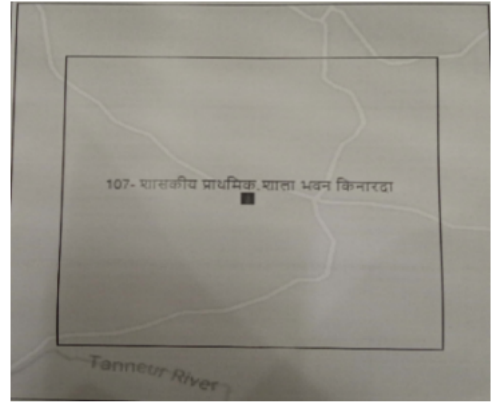 107- शासकीय प्राथमिक शाला भवन किनारदा
Tanneur River